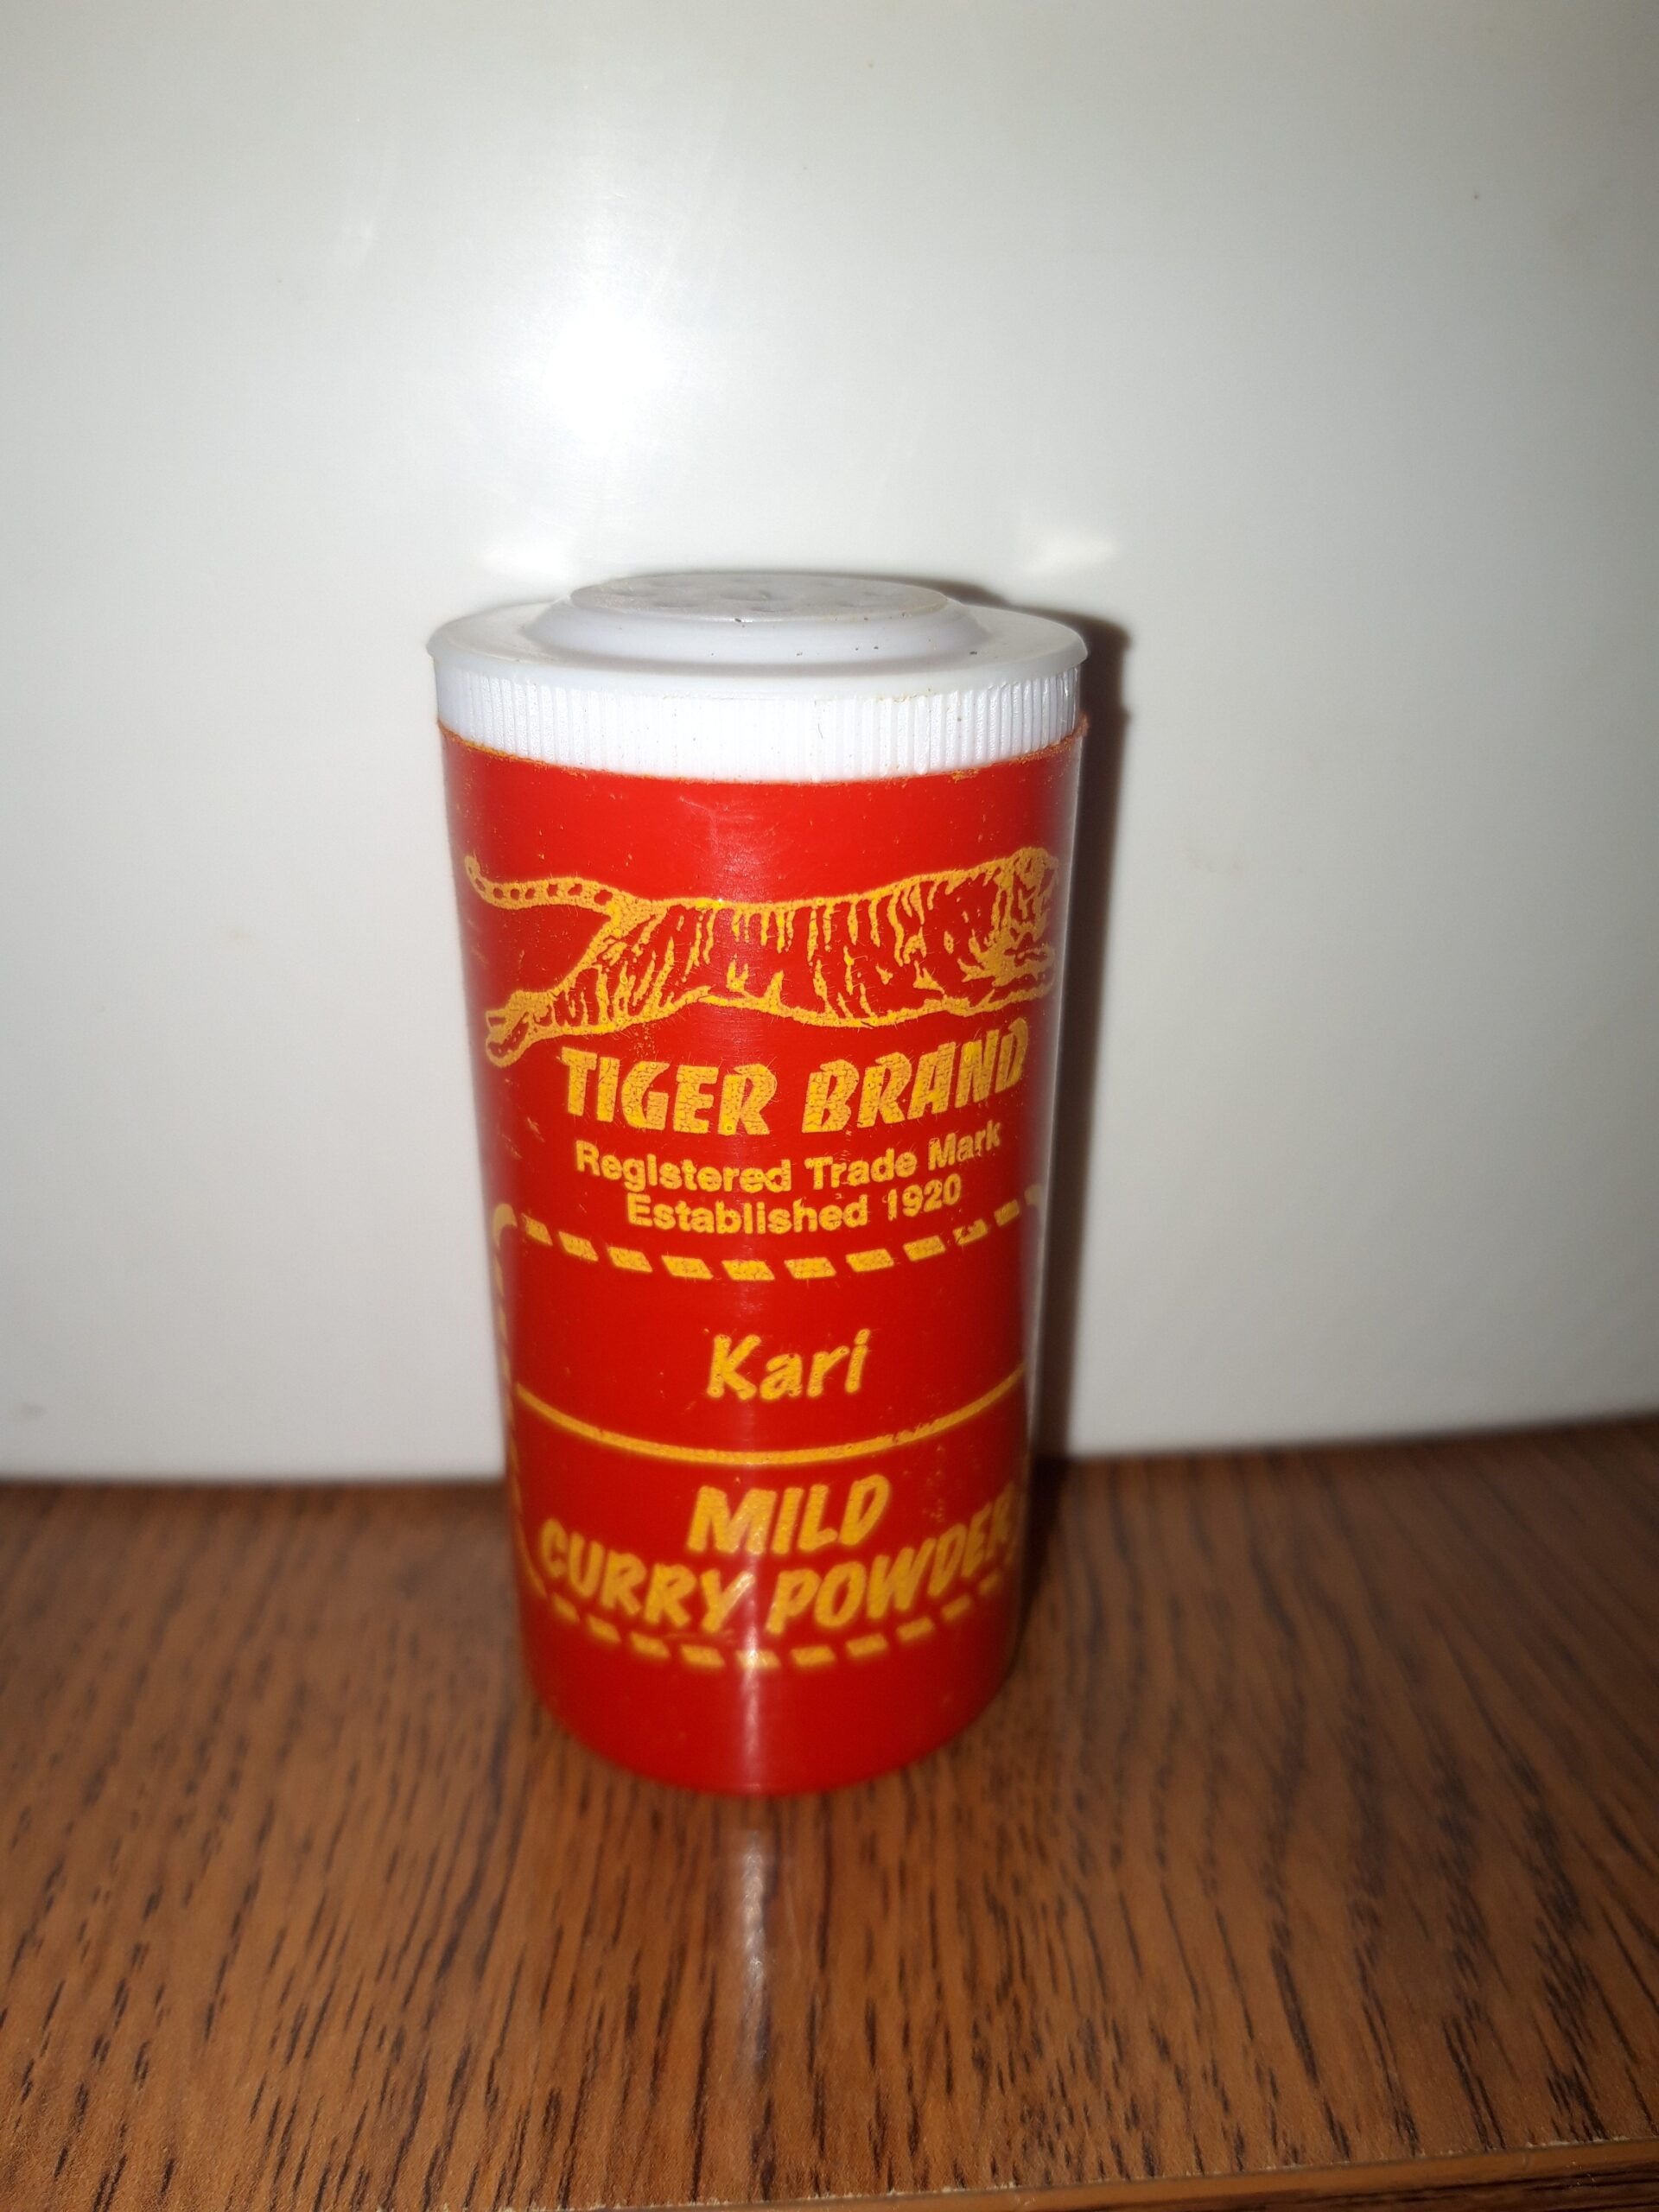 TIGER BRAND
Registered Trade Mark
Established 1920
Kari
MILD
CURRY POWDER